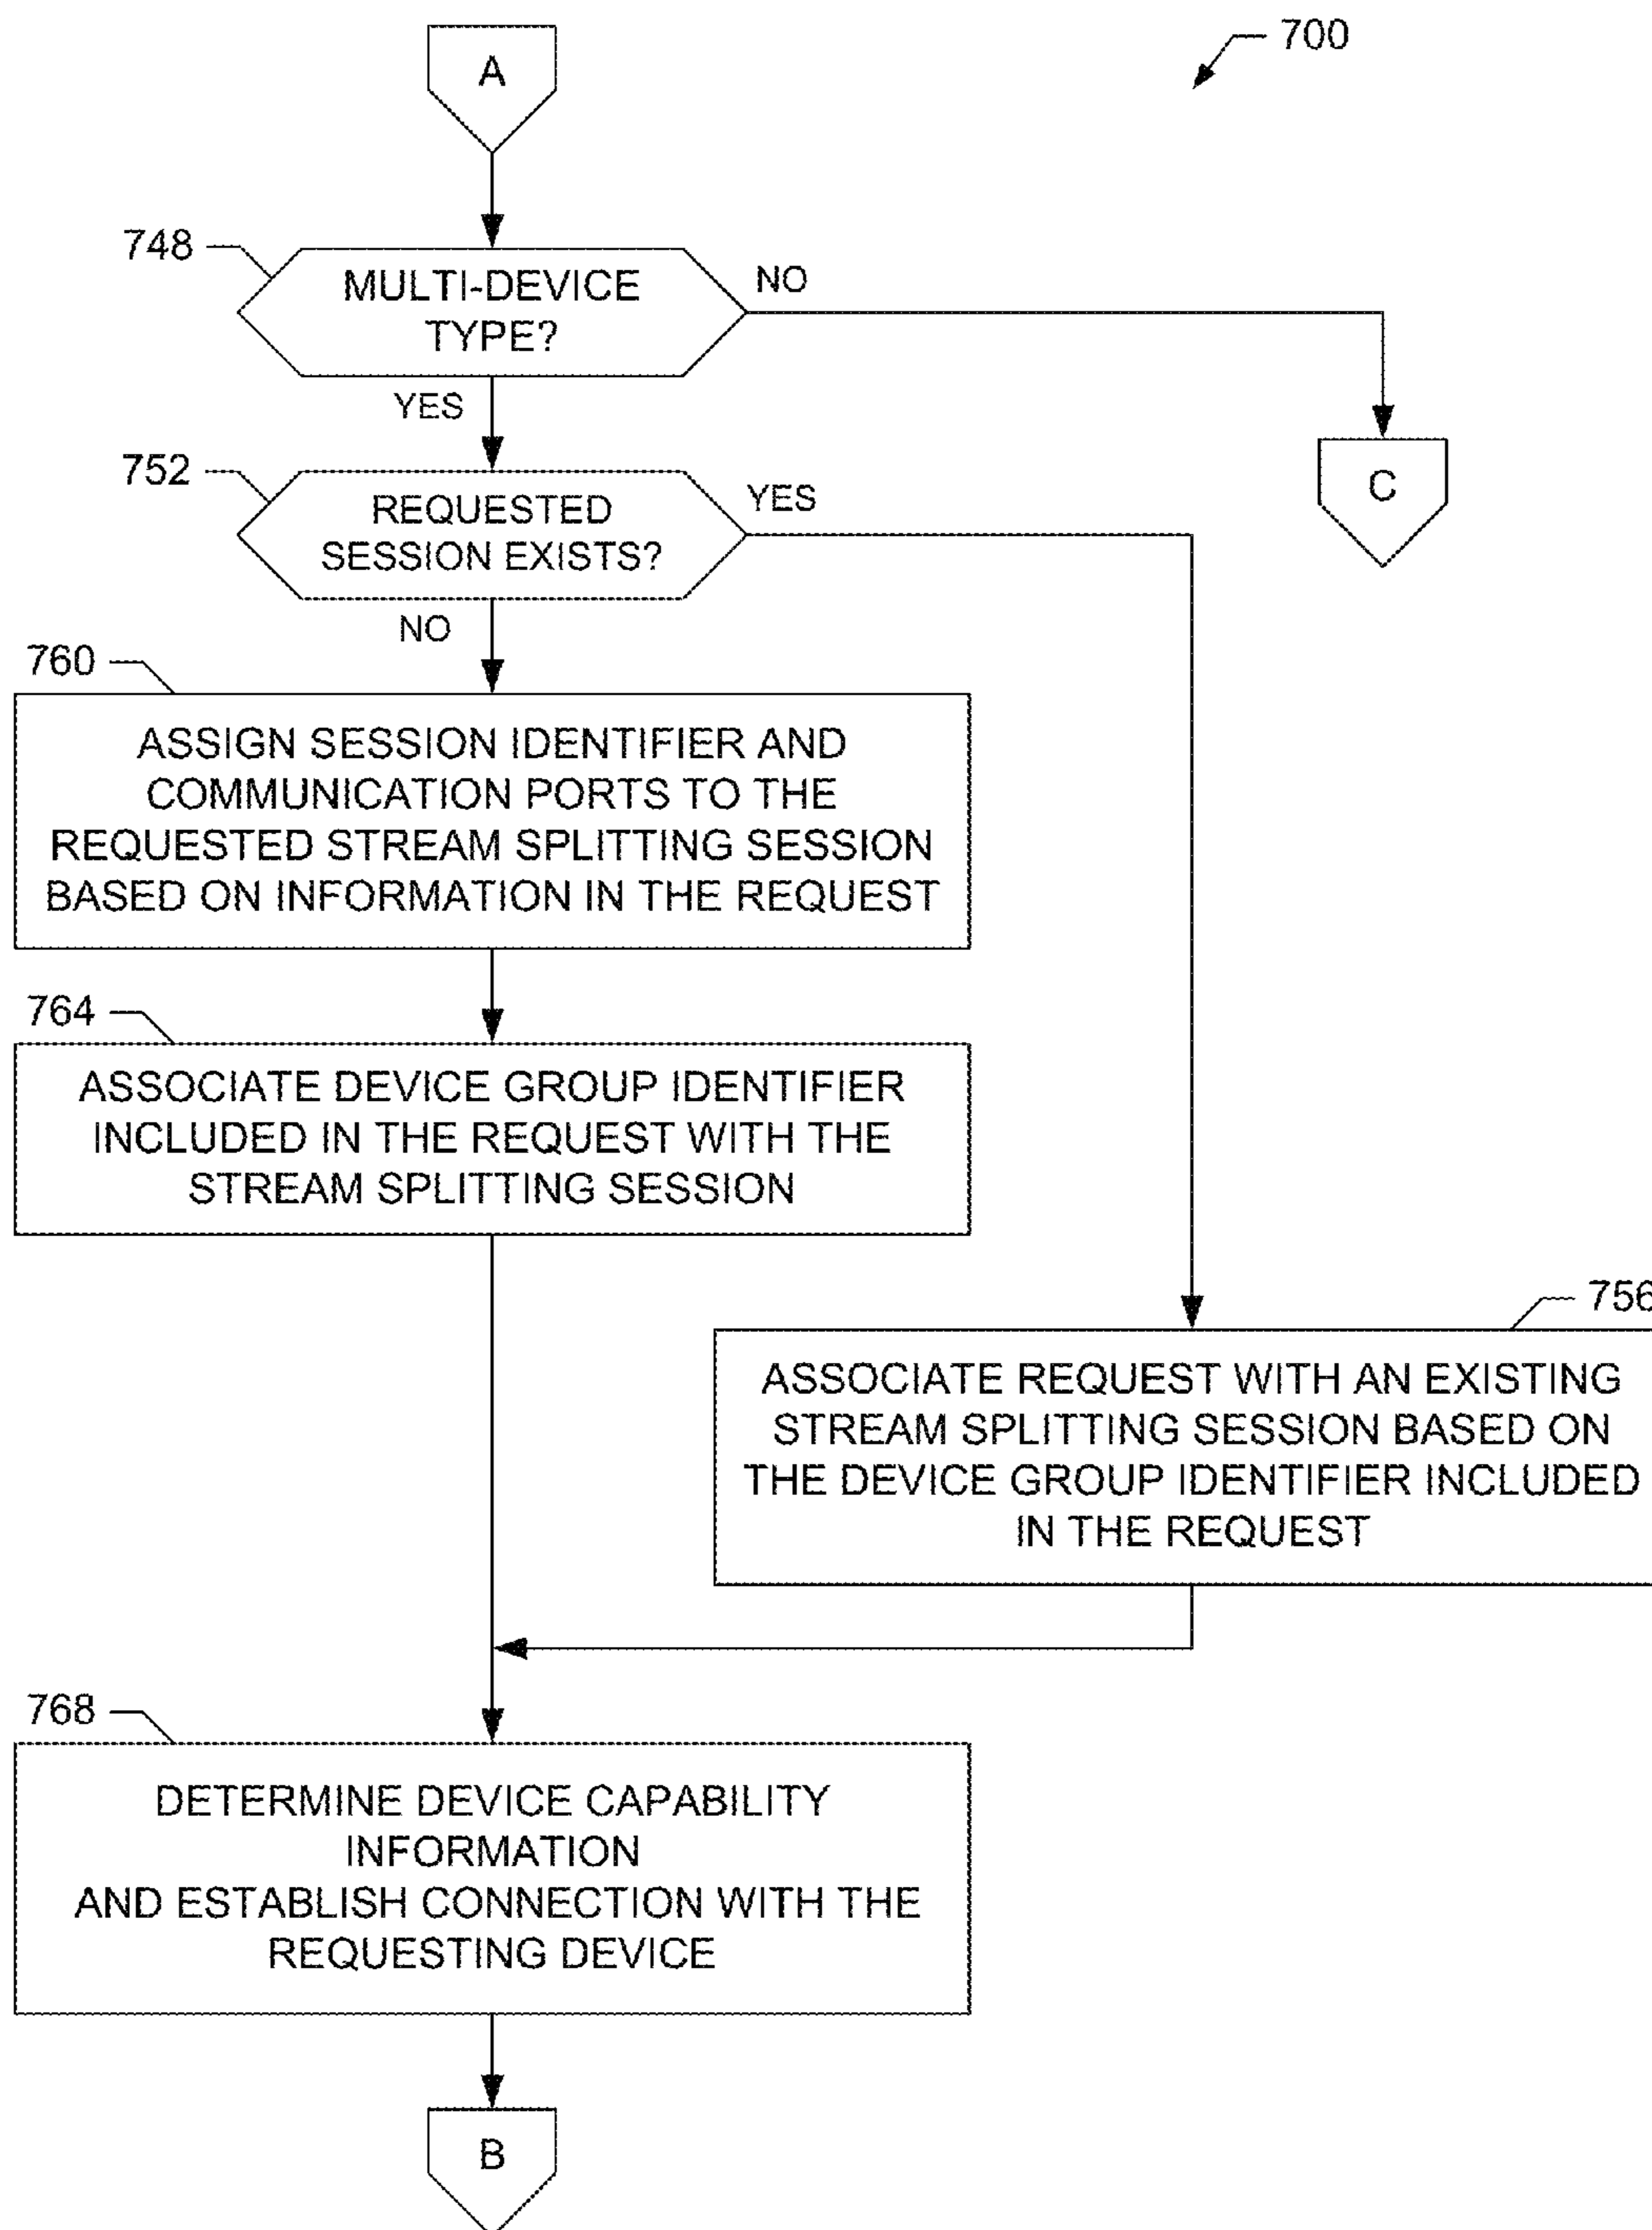 A
700
748
MULTI-DEVICE
TYPE?
NO
YES
C
752
REQUESTED
SESSION EXISTS?
YES
NO
760
ASSIGN SESSION IDENTIFIER AND
COMMUNICATION PORTS TO THE
REQUESTED STREAM SPLITTING SESSION
BASED ON INFORMATION IN THE REQUEST
764
ASSOCIATE DEVICE GROUP IDENTIFIER
INCLUDED IN THE REQUEST WITH THE
STREAM SPLITTING SESSION
756
ASSOCIATE REQUEST WITH AN EXISTING
STREAM SPLITTING SESSION BASED ON
THE DEVICE GROUP IDENTIFIER INCLUDED
IN THE REQUEST
768
DETERMINE DEVICE CAPABILITY
INFORMATION
AND ESTABLISH CONNECTION WITH THE
REQUESTING DEVICE
B